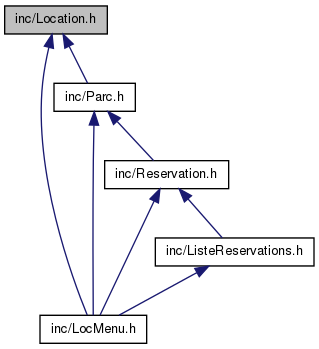 inc/Location.h
inc/Parc.h
inc/Reservation.h
inc/ListeReservations.h
inc/LocMenu.h